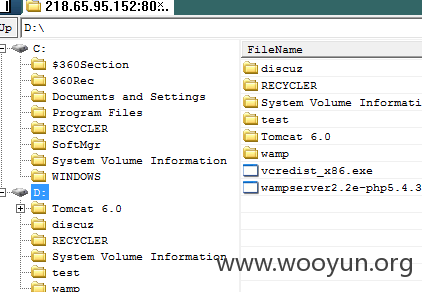 218.65.95.152:80%.
Up D:\
C:
$360Section
360Rec
Documents and Settings
Program Files
RECYCLER
SoftMgr
System Volume Information
WINDOWS
D:
Tomcat 6.0
discuz
RECYCLER
System Volume Information
test
wamp
FileName
discuz
RECYCLER
System Volume Informatio
test
Tomcat 6.0
wamp
vcredist_x86.exe
wampserver2.2e-php5.4.3
www.wooyun.org